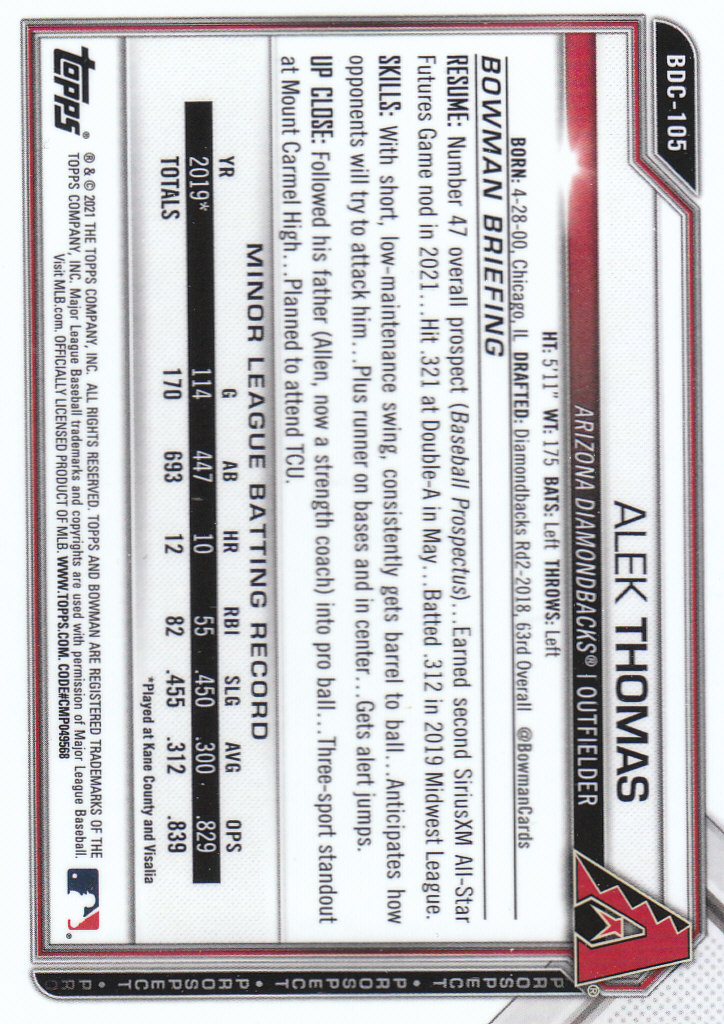 BDC-105
ALEK THOMAS
ARIZONA DIAMONDBACKS® | OUTFIELDER
HT: 5'11" WT: 175 BATS: Left THROWS: Left
BORN: 4-28-00, Chicago, IL DRAFTED: Diamondbacks Rd2-2018, 63rd Overall @BowmanCards
BOWMAN BRIEFING
RESUME: Number 47 overall prospect (Baseball Prospectus)...Earned second SiriusXM All-Star
Futures Game nod in 2021...Hit .321 at Double-A in May...Batted .312 in 2019 Midwest League.
SKILLS: With short, low-maintenance swing, consistently gets barrel to ball...Anticipates how
opponents will try to attack him...Plus runner on bases and in center...Gets alert jumps.
UP CLOSE: Followed his father (Allen, now a strength coach) into pro ball...Three-sport standout
at Mount Carmel High...Planned to attend TCU.
MINOR LEAGUE BATTING RECORD
YR G AB HR RBI SLG AVG OPS
2019* 114 447 10 55 .450 .300 .829
TOTALS 170 693 12 82 .455 .312 .839
*Played at Kane County and Visalia
topps®
® & © 2021 THE TOPPS COMPANY, INC. ALL RIGHTS RESERVED. TOPPS AND BOWMAN ARE REGISTERED TRADEMARKS OF THE
TOPPS COMPANY, INC. Major League Baseball trademarks and copyrights are used with permission of Major League Baseball.
Visit MLB.com. OFFICIALLY LICENSED PRODUCT OF MLB. WWW.TOPPS.COM. CODE#CMP049568
PROSPECT • PROSPECT • PROSPECT • PR